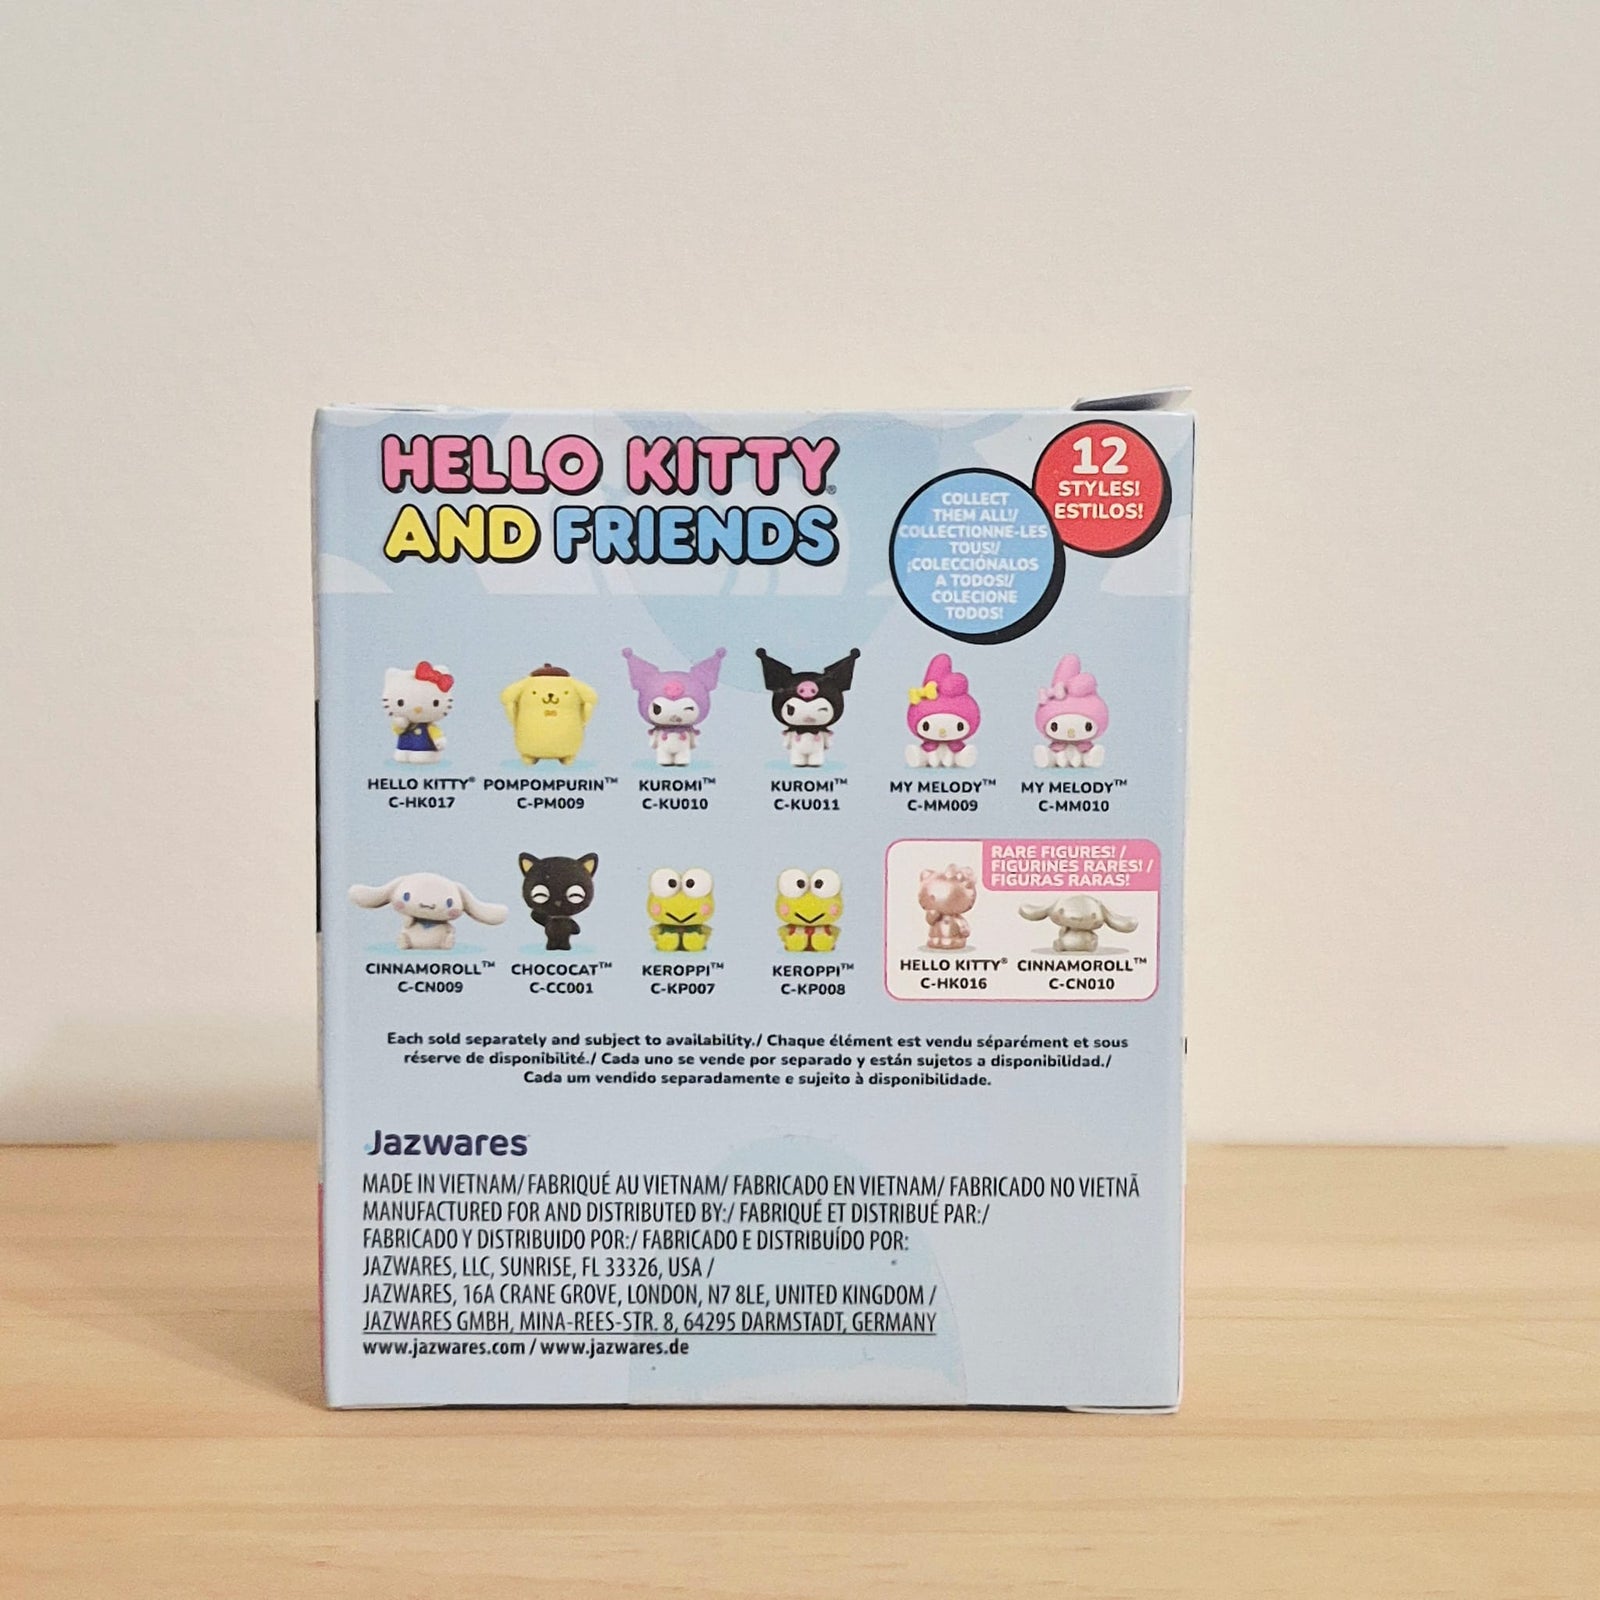 HELLO KITTY®
AND FRIENDS
12
STYLES!
ESTILOS!
COLLECT
THEM ALL!/
COLLECTIONNE-LES
TOUS!/
¡COLECCIÓNALOS
A TODOS!/
COLECIONE
TODOS!
HELLO KITTY® POMPOMPURIN™ KUROMI™ KUROMI™ MY MELODY™ MY MELODY™
C-HK017 C-PM009 C-KU010 C-KU011 C-MM009 C-MM010
RARE FIGURES! /
FIGURINES RARES! /
FIGURAS RARAS!
CINNAMOROLL™ CHOCOCAT™ KEROPPI™ KEROPPI™ HELLO KITTY® CINNAMOROLL™
C-CN009 C-CC001 C-KP007 C-KP008 C-HK016 C-CN010
Each sold separately and subject to availability./ Chaque élément est vendu séparément et sous
réserve de disponibilité./ Cada uno se vende por separado y están sujetos a disponibilidad./
Cada um vendido separadamente e sujeito à disponibilidade.
Jazwares
MADE IN VIETNAM/ FABRIQUÉ AU VIETNAM/ FABRICADO EN VIETNAM/ FABRICADO NO VIETNÃ
MANUFACTURED FOR AND DISTRIBUTED BY:/ FABRIQUÉ ET DISTRIBUÉ PAR:/
FABRICADO Y DISTRIBUIDO POR:/ FABRICADO E DISTRIBUÍDO POR:
JAZWARES, LLC, SUNRISE, FL 33326, USA /
JAZWARES, 16A CRANE GROVE, LONDON, N7 8LE, UNITED KINGDOM /
JAZWARES GMBH, MINA-REES-STR. 8, 64295 DARMSTADT, GERMANY
www.jazwares.com / www.jazwares.de